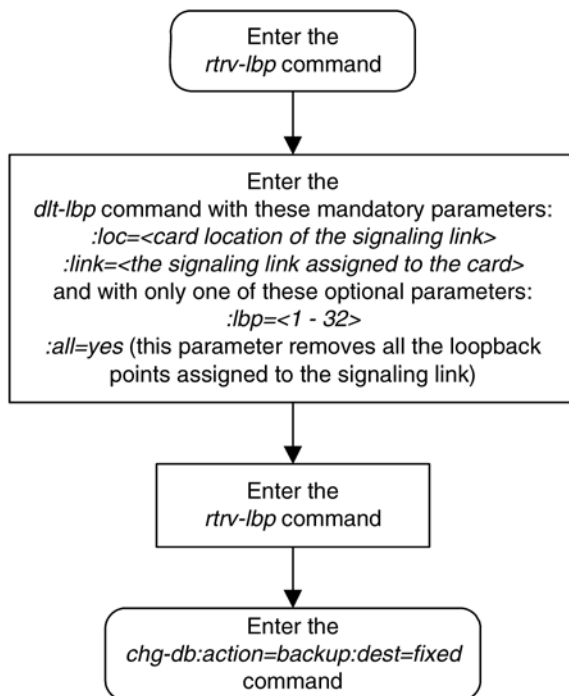 Enter the
rtrv-lbp command
Enter the
dlt-lbp command with these mandatory parameters:
:loc=<card location of the signaling link>
:link=<the signaling link assigned to the card>
and with only one of these optional parameters:
:lbp=<1 - 32>
:all=yes (this parameter removes all the loopback
points assigned to the signaling link)
Enter the
rtrv-lbp command
Enter the
chg-db:action=backup:dest=fixed
command